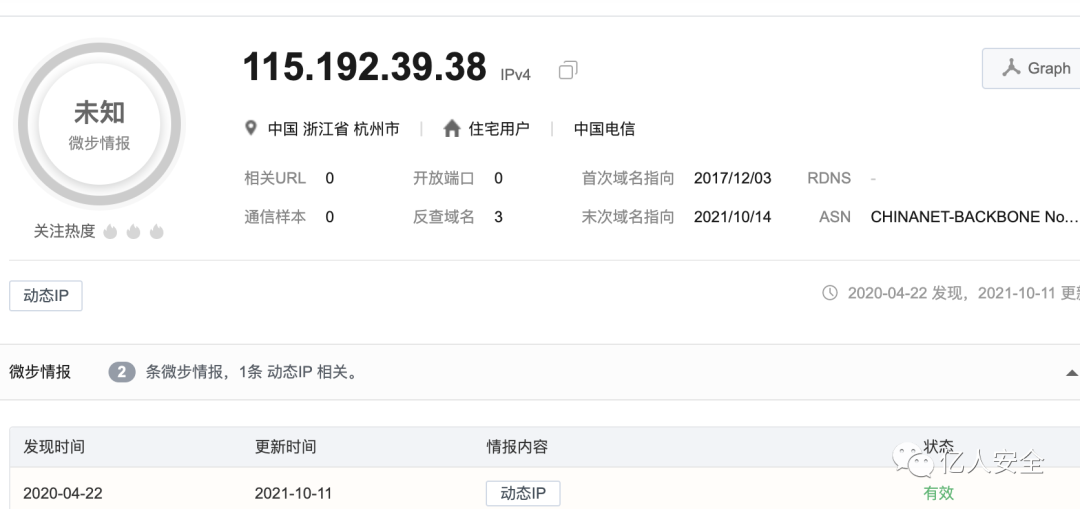 115.192.39.38 IPv4
Graph
未知
微步情报
中国 浙江省 杭州市 | 住宅用户 | 中国电信
相关URL 0 开放端口 0 首次域名指向 2017/12/03 RDNS -
通信样本 0 反查域名 3 末次域名指向 2021/10/14 ASN CHINANET-BACKBONE No...
关注热度
动态IP
2020-04-22 发现，2021-10-11 更新
微步情报 2 条微步情报，1条 动态IP 相关。
发现时间 更新时间 情报内容 状态
亿人安全
2020-04-22 2021-10-11 动态IP 有效